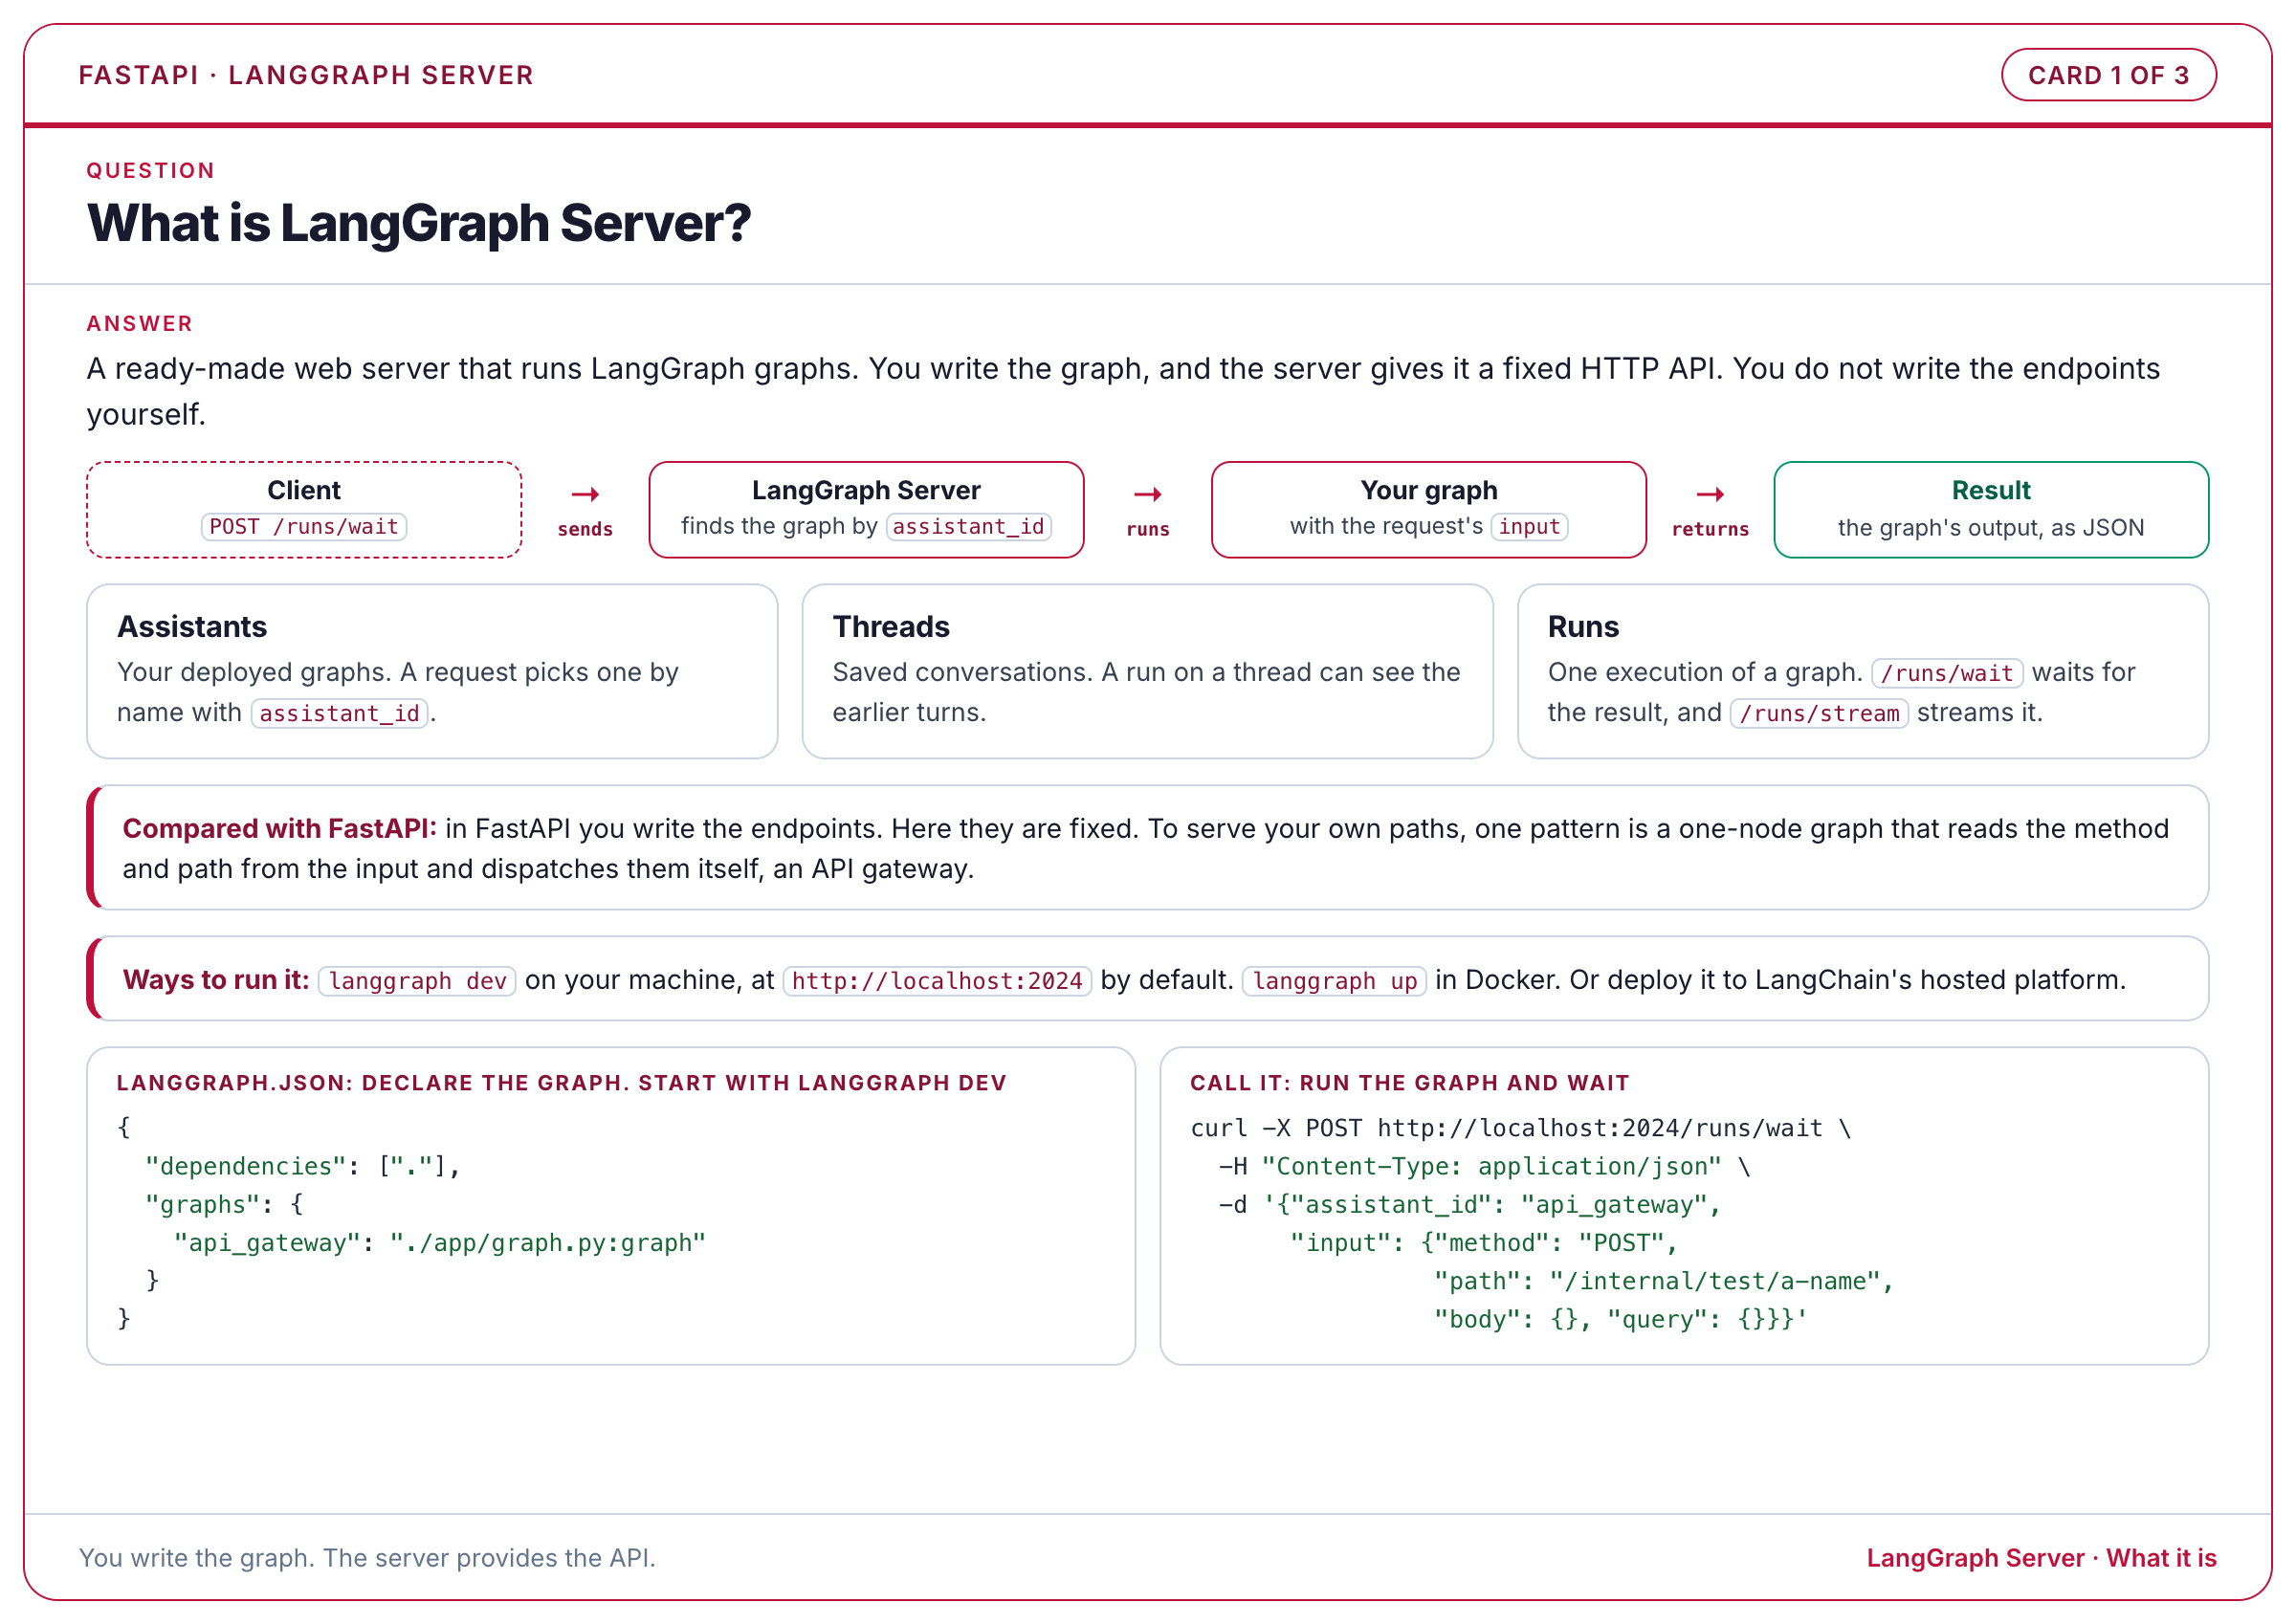 FASTAPI · LANGGRAPH SERVER
CARD 1 OF 3
QUESTION
What is LangGraph Server?
ANSWER
A ready-made web server that runs LangGraph graphs. You write the graph, and the server gives it a fixed HTTP API. You do not write the endpoints
yourself.
Client
POST /runs/wait
→
sends
LangGraph Server
finds the graph by assistant_id
→
runs
Your graph
with the request's input
→
returns
Result
the graph's output, as JSON
Assistants
Your deployed graphs. A request picks one by
name with assistant_id.
Threads
Saved conversations. A run on a thread can see the
earlier turns.
Runs
One execution of a graph. /runs/wait waits for
the result, and /runs/stream streams it.
Compared with FastAPI: in FastAPI you write the endpoints. Here they are fixed. To serve your own paths, one pattern is a one-node graph that reads the method
and path from the input and dispatches them itself, an API gateway.
Ways to run it: langgraph dev on your machine, at http://localhost:2024 by default. langgraph up in Docker. Or deploy it to LangChain's hosted platform.
LANGGRAPH.JSON: DECLARE THE GRAPH. START WITH LANGGRAPH DEV
{
  "dependencies": ["."],
  "graphs": {
    "api_gateway": "./app/graph.py:graph"
  }
}
CALL IT: RUN THE GRAPH AND WAIT
curl -X POST http://localhost:2024/runs/wait \
  -H "Content-Type: application/json" \
  -d '{"assistant_id": "api_gateway",
       "input": {"method": "POST",
                 "path": "/internal/test/a-name",
                 "body": {}, "query": {}}}'
You write the graph. The server provides the API.
LangGraph Server · What it is